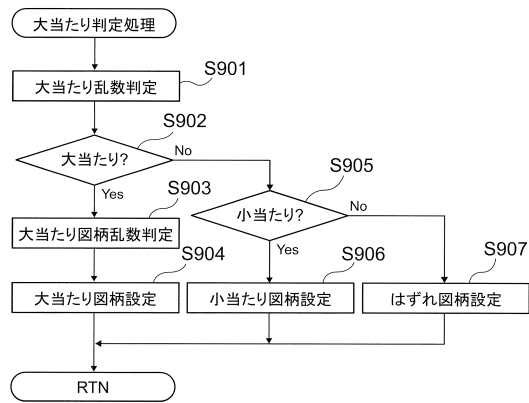 大当たり判定処理
S901
大当たり乱数判定
S902
大当たり?
No
Yes
S903
大当たり図柄乱数判定
S904
大当たり図柄設定
S905
小当たり?
No
Yes
S906
小当たり図柄設定
S907
はずれ図柄設定
RTN